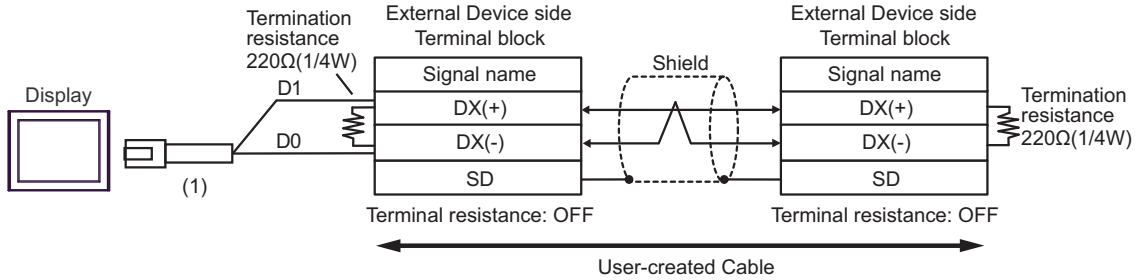 Display
(1)
Termination
resistance
220Ω(1/4W)
D1
D0
External Device side
Terminal block
Signal name
DX(+)
DX(-)
SD
Terminal resistance: OFF
Shield
External Device side
Terminal block
Signal name
DX(+)
DX(-)
SD
Terminal resistance: OFF
Termination
resistance
220Ω(1/4W)
User-created Cable